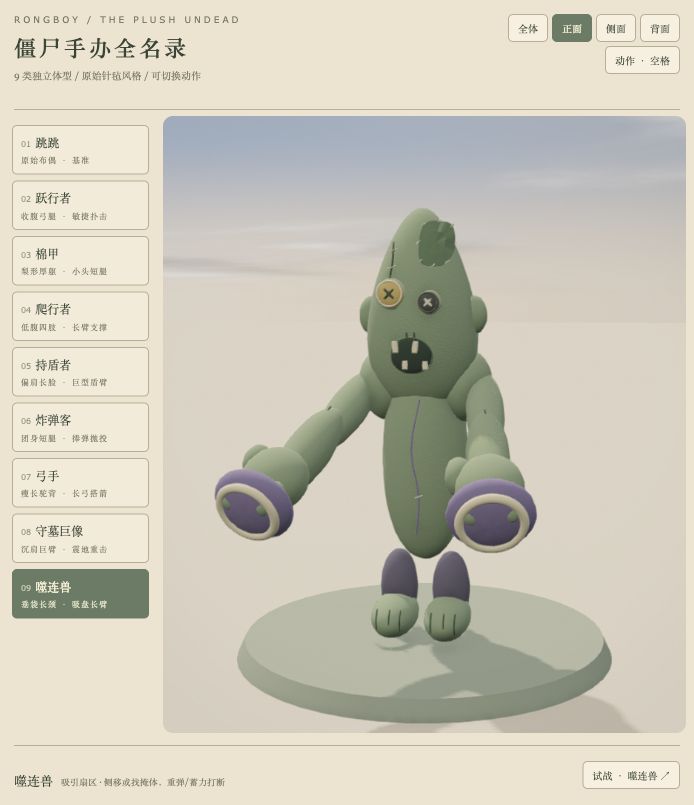 RONGBOY / THE PLUSH UNDEAD
僵尸手办全名录
9 类独立体型 / 原始针毡风格 / 可切换动作
全体 正面 侧面 背面
动作 · 空格
01 跳跳
原始布偶 · 基准
02 跃行者
收腹弓腿 · 敏捷扑击
03 棉甲
梨形厚躯 · 小头短腿
04 爬行者
低腹四肢 · 长臂支撑
05 持盾者
偏肩长脸 · 巨型盾臂
06 炸弹客
团身短腿 · 捧弹抛投
07 弓手
瘦长驼背 · 长弓搭箭
08 守墓巨像
沉肩巨臂 · 震地重击
09 噬连兽
垂袋长颈 · 吸盘长臂
噬连兽 吸引扇区 · 侧移或找掩体．重弹/蓄力打断
试战 · 噬连兽 ↗